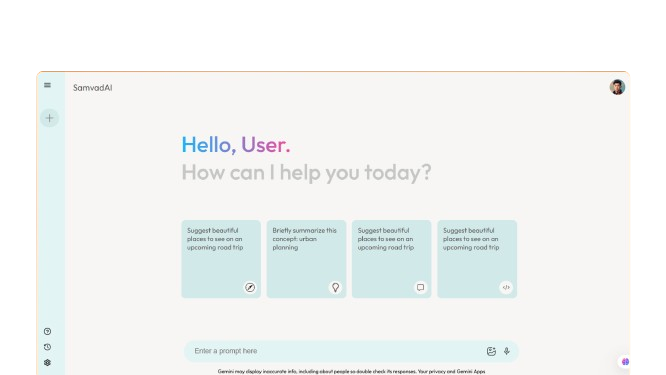 SamvadAI
Hello, User.
How can I help you today?
Suggest beautiful
places to see on an
upcoming road trip
Briefly summarize this
concept: urban
planning
Suggest beautiful
places to see on an
upcoming road trip
Suggest beautiful
places to see on an
upcoming road trip
Enter a prompt here
Gemini may display inaccurate info, including about people so double check its responses. Your privacy and Gemini Apps